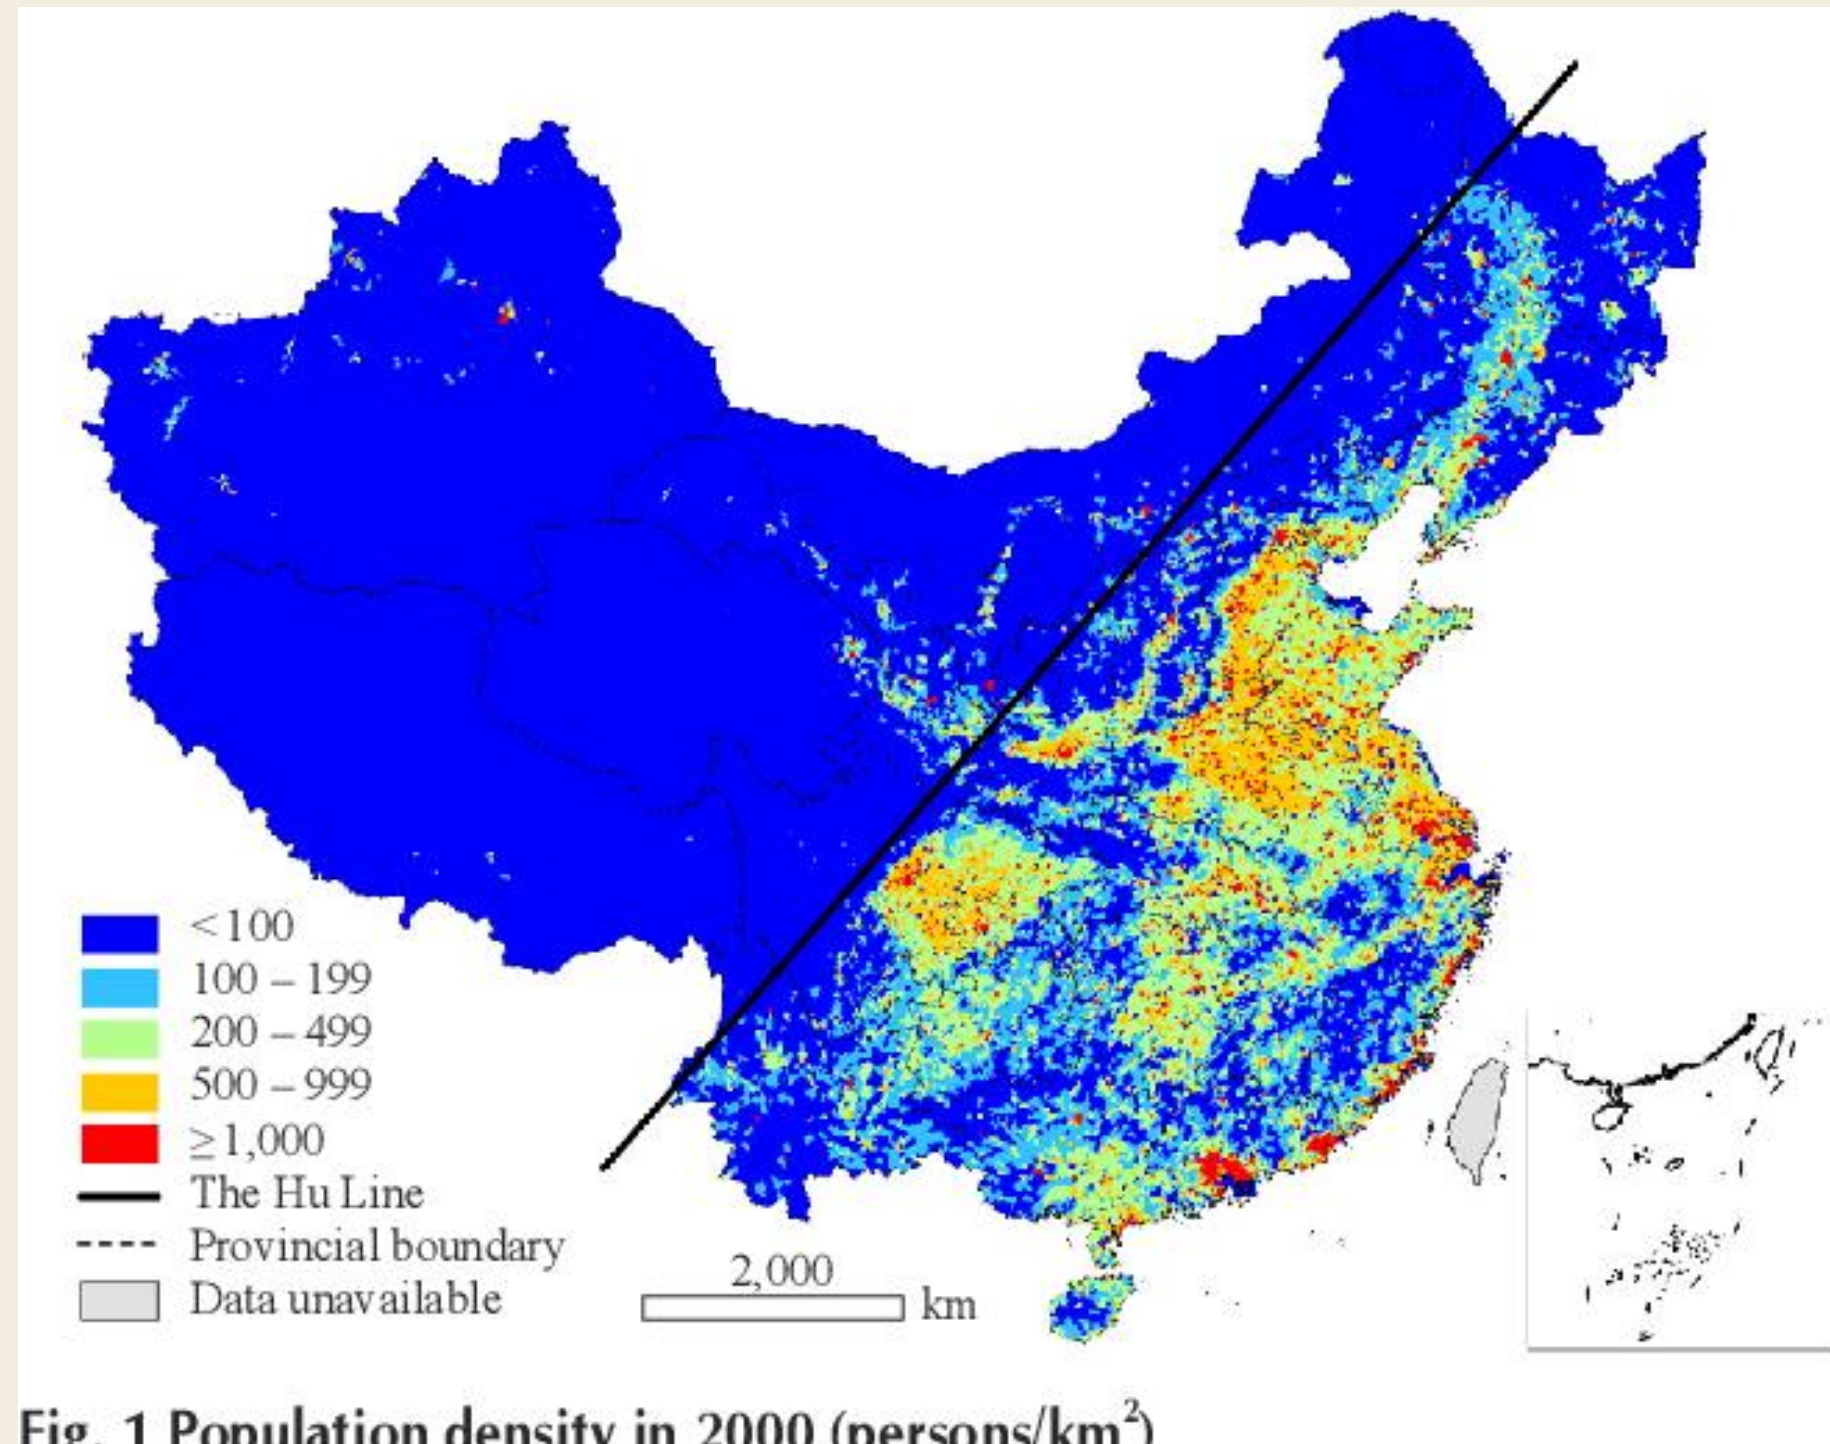 <100
100 – 199
200 – 499
500 – 999
≥1,000
The Hu Line
Provincial boundary
Data unavailable
2,000
km
Fig. 1 Population density in 2000 (persons/km²)